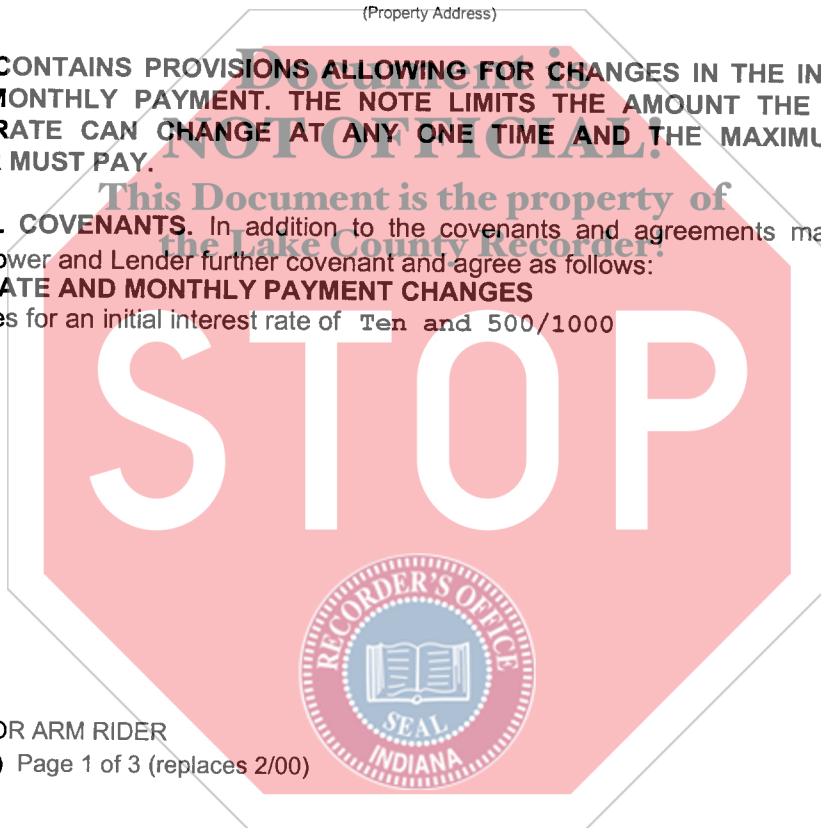 (Property Address)
Document is
CONTAINS PROVISIONS ALLOWING FOR CHANGES IN THE IN
MONTHLY PAYMENT. THE NOTE LIMITS THE AMOUNT THE
RATE CAN CHANGE AT ANY ONE TIME AND THE MAXIMU
NOT OFFICIAL!
MUST PAY.
This Document is the property of
COVENANTS. In addition to the covenants and agreements ma
the Lake County Recorder!
ower and Lender further covenant and agree as follows:
ATE AND MONTHLY PAYMENT CHANGES
es for an initial interest rate of Ten and 500/1000
STOP
RECORDER'S OFFICE
SEAL
INDIANA
OR ARM RIDER
) Page 1 of 3 (replaces 2/00)